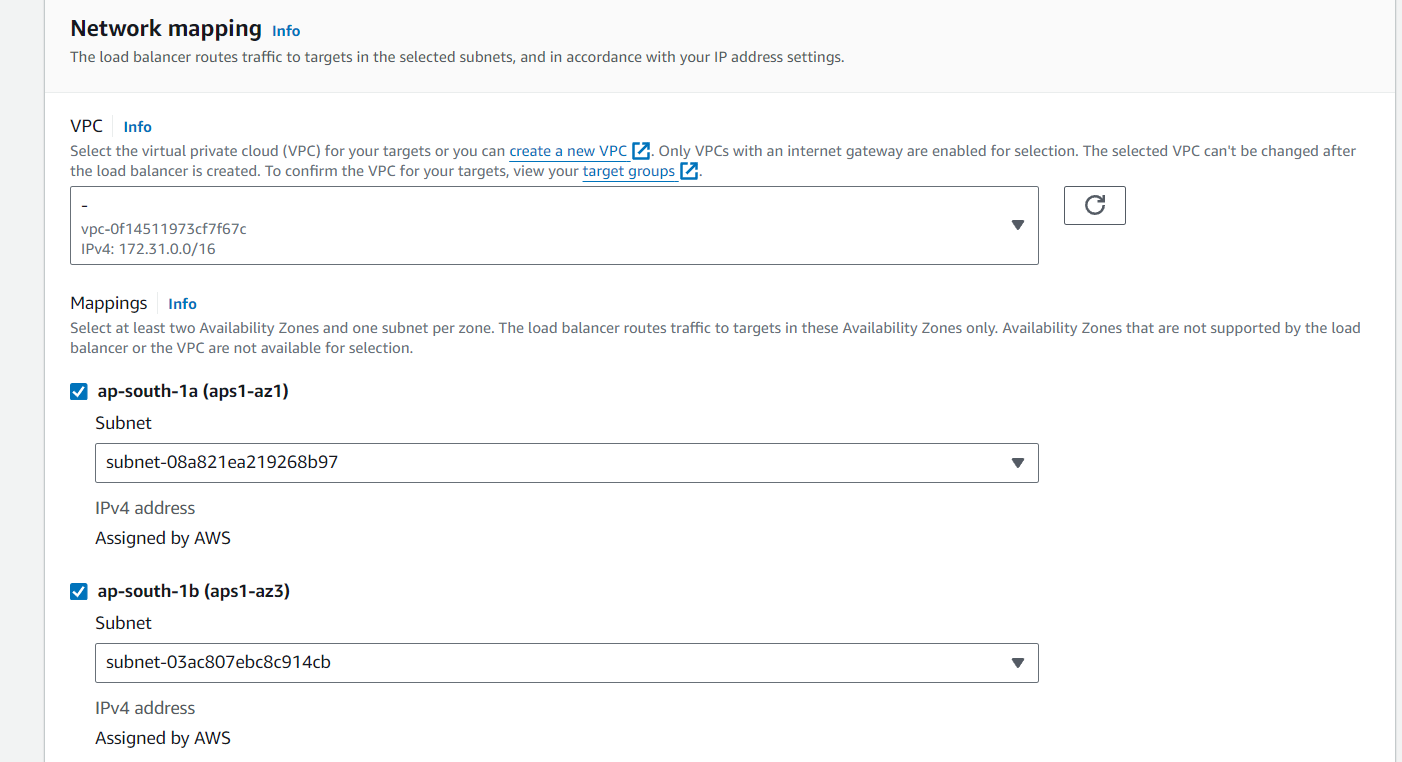 Network mapping Info
The load balancer routes traffic to targets in the selected subnets, and in accordance with your IP address settings.
VPC Info
Select the virtual private cloud (VPC) for your targets or you can create a new VPC. Only VPCs with an internet gateway are enabled for selection. The selected VPC can't be changed after
the load balancer is created. To confirm the VPC for your targets, view your target groups.
-
vpc-0f14511973cf7f67c
IPv4: 172.31.0.0/16
Mappings Info
Select at least two Availability Zones and one subnet per zone. The load balancer routes traffic to targets in these Availability Zones only. Availability Zones that are not supported by the load
balancer or the VPC are not available for selection.
ap-south-1a (aps1-az1)
Subnet
subnet-08a821ea219268b97
IPv4 address
Assigned by AWS
ap-south-1b (aps1-az3)
Subnet
subnet-03ac807ebc8c914cb
IPv4 address
Assigned by AWS